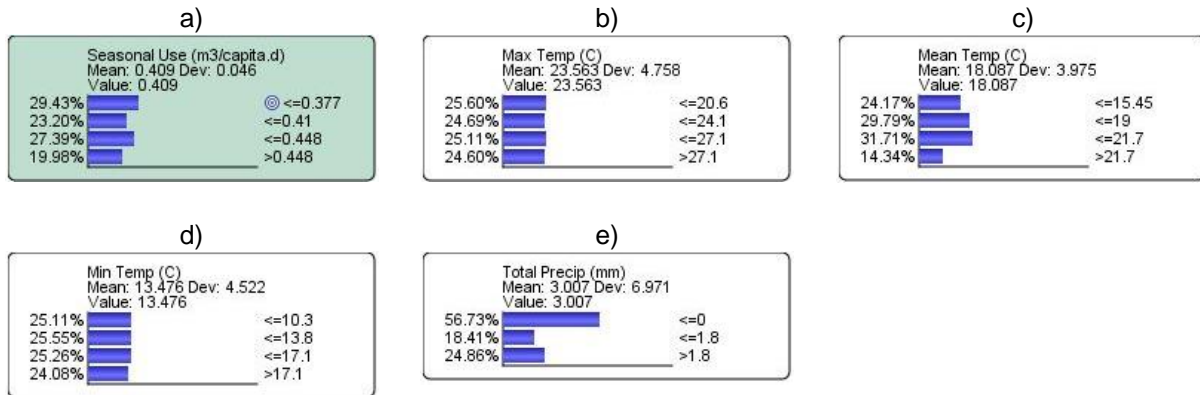 a)
Seasonal Use (m3/capita.d)
Mean: 0.409 Dev: 0.046
Value: 0.409
29.43% <=0.377
23.20% <=0.41
27.39% <=0.448
19.98% >0.448
b)
Max Temp (C)
Mean: 23.563 Dev: 4.758
Value: 23.563
25.60% <=20.6
24.69% <=24.1
25.11% <=27.1
24.60% >27.1
c)
Mean Temp (C)
Mean: 18.087 Dev: 3.975
Value: 18.087
24.17% <=15.45
29.79% <=19
31.71% <=21.7
14.34% >21.7
d)
Min Temp (C)
Mean: 13.476 Dev: 4.522
Value: 13.476
25.11% <=10.3
25.55% <=13.8
25.26% <=17.1
24.08% >17.1
e)
Total Precip (mm)
Mean: 3.007 Dev: 6.971
Value: 3.007
56.73% <=0
18.41% <=1.8
24.86% >1.8